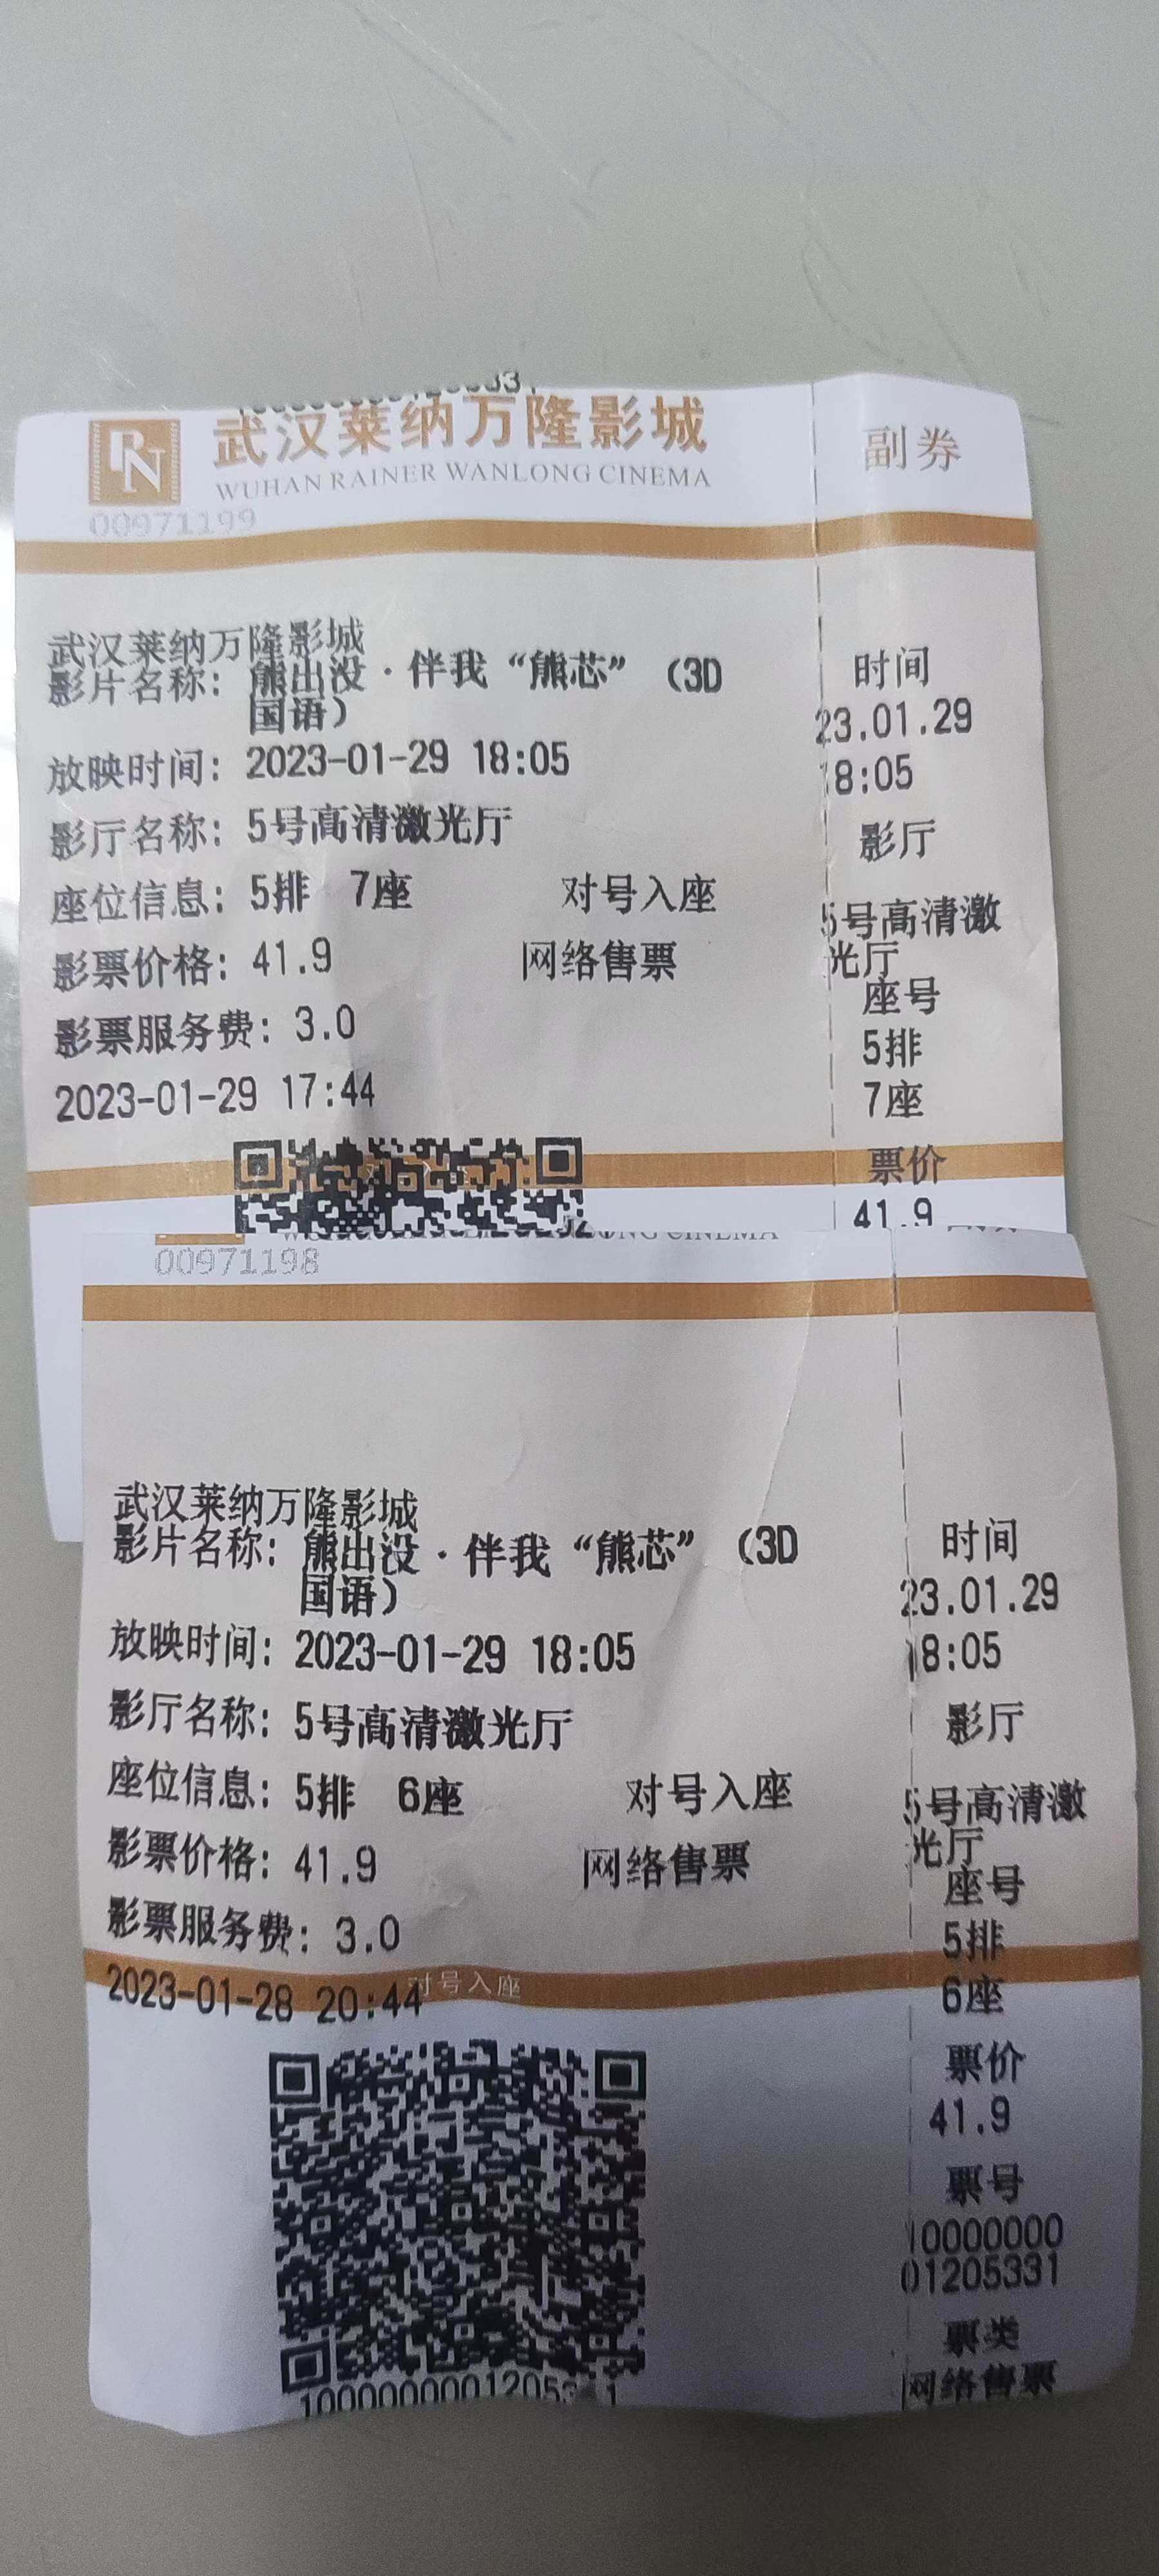 武汉莱纳万隆影城
WUHAN RAINER WANLONG CINEMA
00971199
副券
武汉莱纳万隆影城
影片名称: 熊出没·伴我“熊芯” (3D
国语)
放映时间: 2023-01-29 18:05
影厅名称: 5号高清激光厅
座位信息: 5排 7座 对号入座
影票价格: 41.9 网络售票
影票服务费: 3.0
2023-01-29 17:44
时间
23.01.29
18:05
影厅
5号高清激
光厅
座号
5排
7座
票价
41.9
00971198
武汉莱纳万隆影城
影片名称: 熊出没·伴我“熊芯” (3D
国语)
放映时间: 2023-01-29 18:05
影厅名称: 5号高清激光厅
座位信息: 5排 6座 对号入座
影票价格: 41.9 网络售票
影票服务费: 3.0
对号入座
2023-01-28 20:44
时间
23.01.29
18:05
影厅
5号高清激
光厅
座号
5排
6座
票价
41.9
票号
10000000
01205331
票类
网络售票